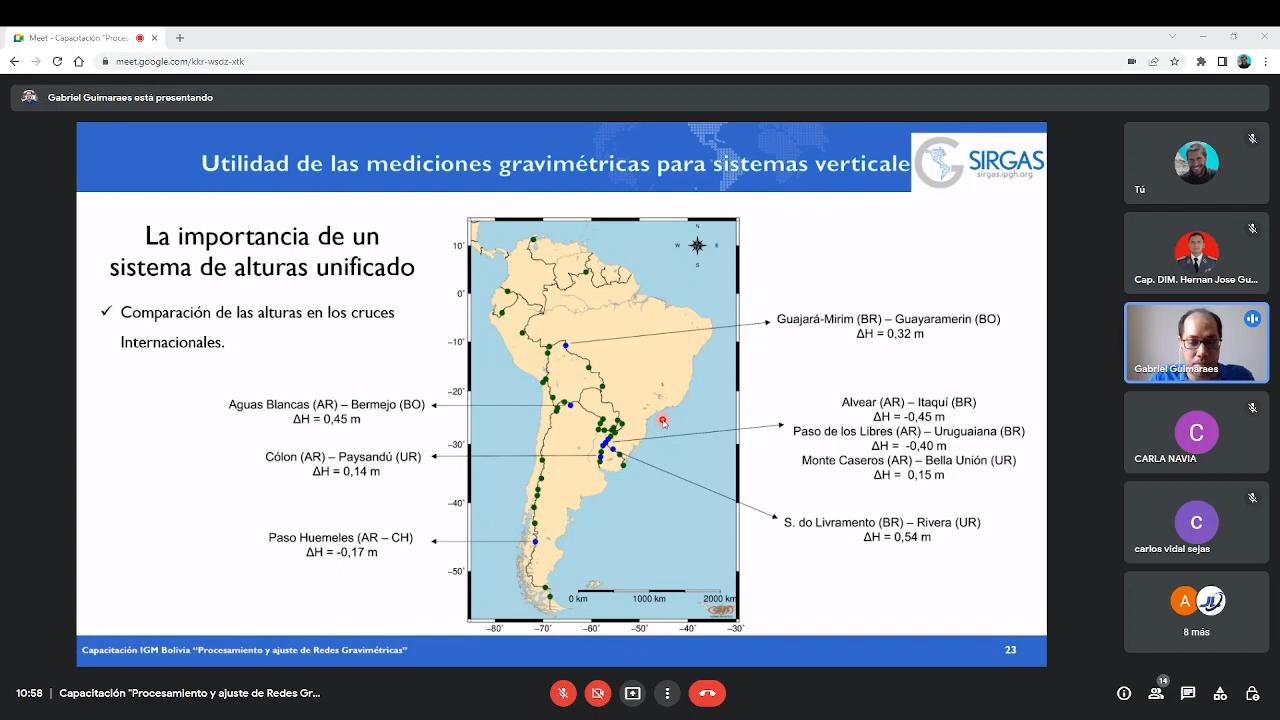 Meet - Capacitación "Proces
meet.google.com/kkr-wsdz-xtk
Gabriel Guimaraes está presentando
Utilidad de las mediciones gravimétricas para sistemas verticale
SIRGAS
sirgas.ipgh.org
La importancia de un
sistema de alturas unificado
✓ Comparación de las alturas en los cruces
Internacionales.
Aguas Blancas (AR) – Bermejo (BO)
ΔH = 0,45 m
Cólon (AR) – Paysandú (UR)
ΔH = 0,14 m
Paso Huemeles (AR – CH)
ΔH = -0,17 m
N
W E
S
10°
0°
−10°
−20°
−30°
−40°
−50°
0 km 1000 km 2000 km
−80° −70° −60° −50° −40° −30°
Guajará-Mirim (BR) – Guayaramerin (BO)
ΔH = 0,32 m
Alvear (AR) – Itaquí (BR)
ΔH = -0,45 m
Paso de los Libres (AR) – Uruguaiana (BR)
ΔH = -0,40 m
Monte Caseros (AR) – Bella Unión (UR)
ΔH = 0,15 m
S. do Livramento (BR) – Rivera (UR)
ΔH = 0,54 m
Capacitación IGM Bolivia "Procesamiento y ajuste de Redes Gravimétricas"
23
Tú
Cap. DIM. Hernan Jose Gu...
Gabriel Guimaraes
C
CARLA NAVIA
C
carlos vidal sejas
A
8 más
10:58 | Capacitación "Procesamiento y ajuste de Redes Gr...
14